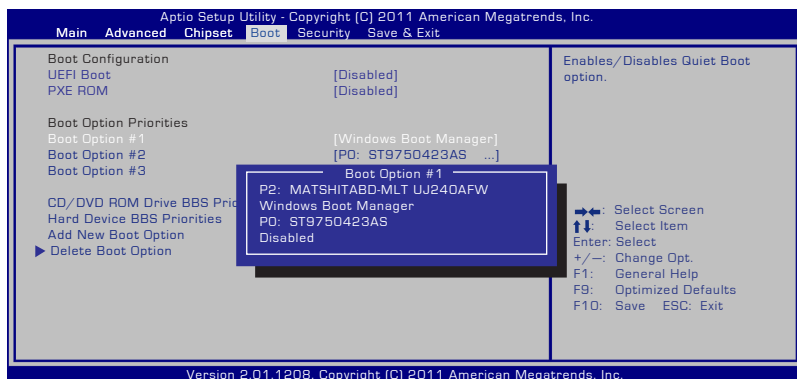 Aptio Setup Utility - Copyright (C) 2011 American Megatrends, Inc.
Main Advanced Chipset Boot Security Save & Exit
Boot Configuration
UEFI Boot [Disabled]
PXE ROM [Disabled]
Boot Option Priorities
Boot Option #1 [Windows Boot Manager]
Boot Option #2 [P0: ST9750423AS ...]
Boot Option #3
CD/DVD ROM Drive BBS Prio
Hard Device BBS Priorities
Add New Boot Option
Delete Boot Option
Boot Option #1
P2: MATSHITABD-MLT UJ240AFW
Windows Boot Manager
P0: ST9750423AS
Disabled
Enables/Disables Quiet Boot
option.
→←: Select Screen
↑↓: Select Item
Enter: Select
+/—: Change Opt.
F1: General Help
F9: Optimized Defaults
F10: Save ESC: Exit
Version 2.01.1208. Copyright (C) 2011 American Megatrends, Inc.